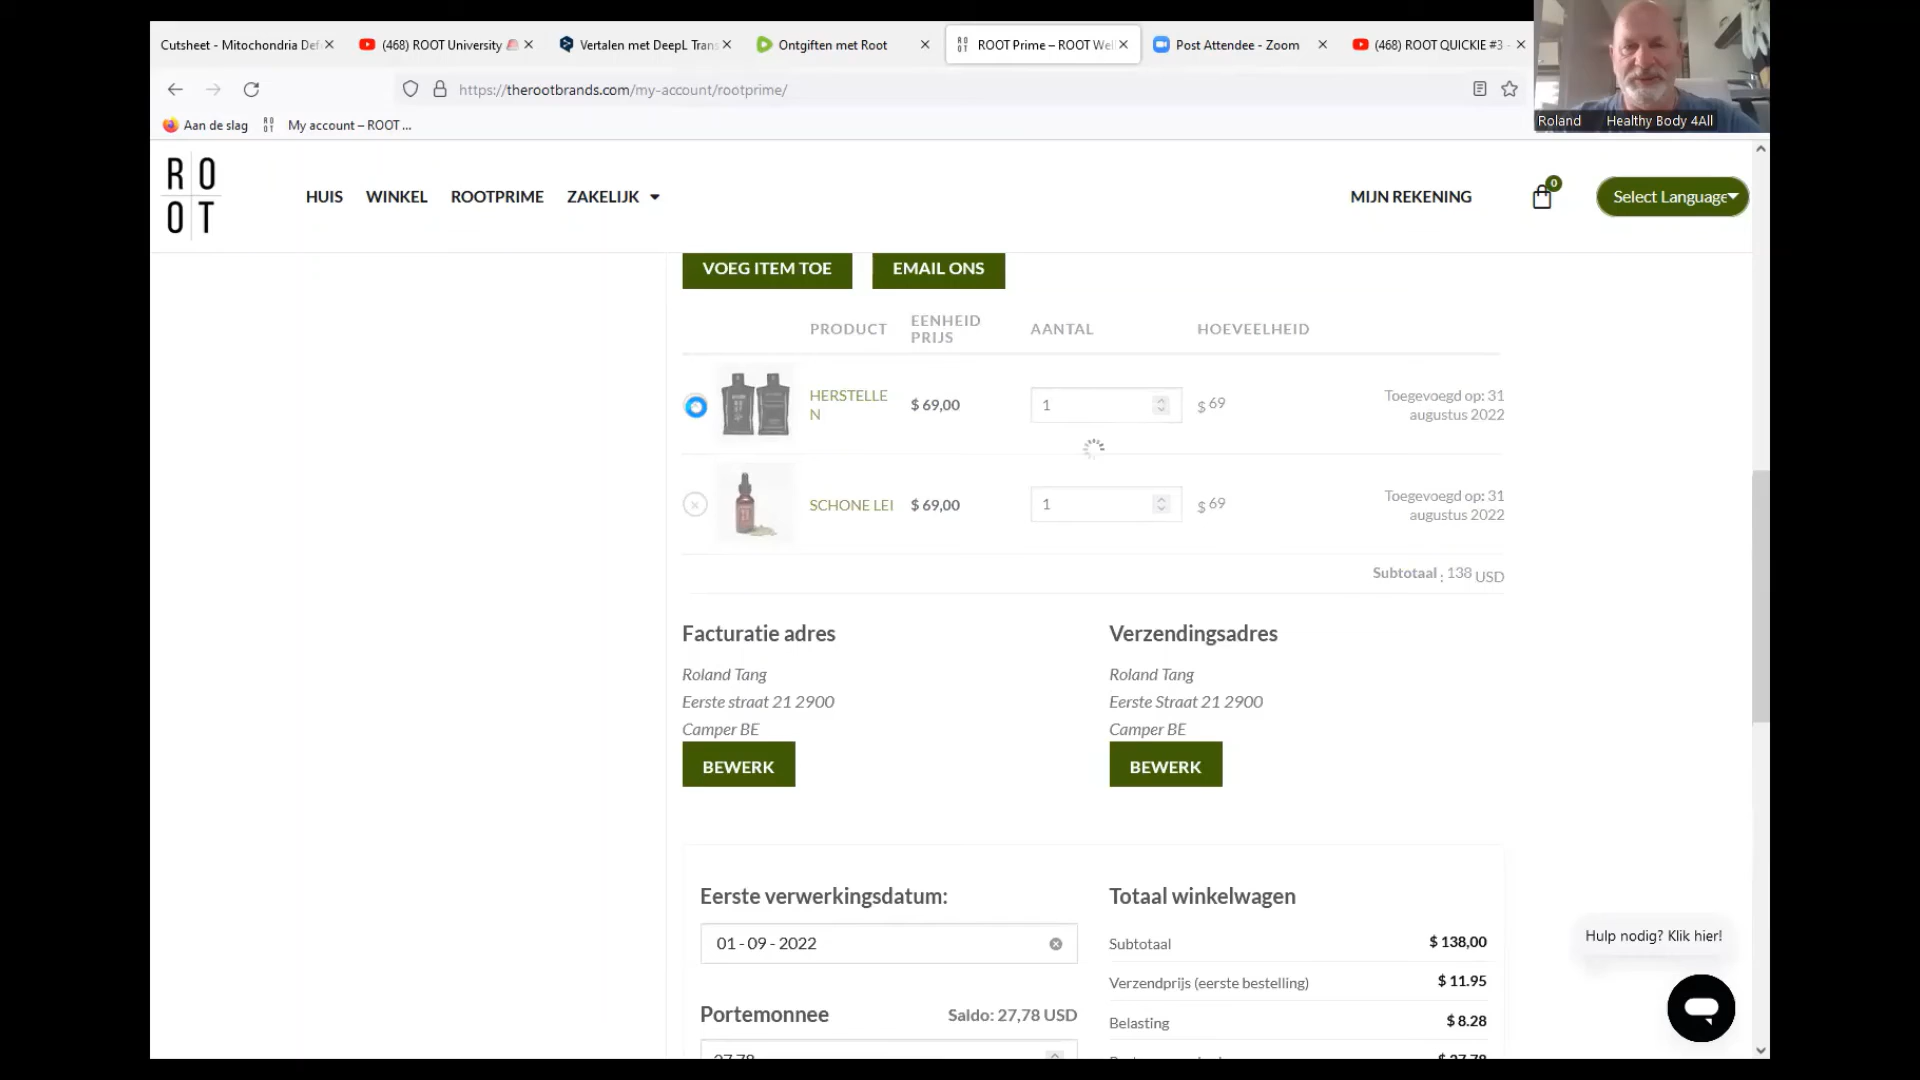 Cutsheet - Mitochondria Def
(468) ROOT University
Vertalen met DeepL Trans
Ontgiften met Root
ROOT Prime – ROOT Wel
Post Attendee - Zoom
(468) ROOT QUICKIE #3 -
https://therootbrands.com/my-account/rootprime/
Aan de slag
My account – ROOT ...
Roland Healthy Body 4All
R O
O T
HUIS
WINKEL
ROOTPRIME
ZAKELIJK
MIJN REKENING
0
Select Language
VOEG ITEM TOE
EMAIL ONS
PRODUCT
EENHEID
PRIJS
AANTAL
HOEVEELHEID
HERSTELLE
N
$ 69,00
1
$ 69
Toegevoegd op: 31
augustus 2022
SCHONE LEI
$ 69,00
1
$ 69
Toegevoegd op: 31
augustus 2022
Subtotaal : 138 USD
Facturatie adres
Roland Tang
Eerste straat 21 2900
Camper BE
BEWERK
Verzendingsadres
Roland Tang
Eerste Straat 21 2900
Camper BE
BEWERK
Eerste verwerkingsdatum:
01 - 09 - 2022
Portemonnee
Saldo: 27,78 USD
27.78
Totaal winkelwagen
Subtotaal
$ 138,00
Verzendprijs (eerste bestelling)
$ 11.95
Belasting
$ 8.28
$ 27.78
Hulp nodig? Klik hier!